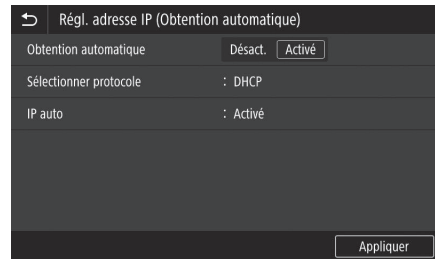 Régl. adresse IP (Obtention automatique)
Obtention automatique Désact. Activé
Sélectionner protocole : DHCP
IP auto : Activé
Appliquer